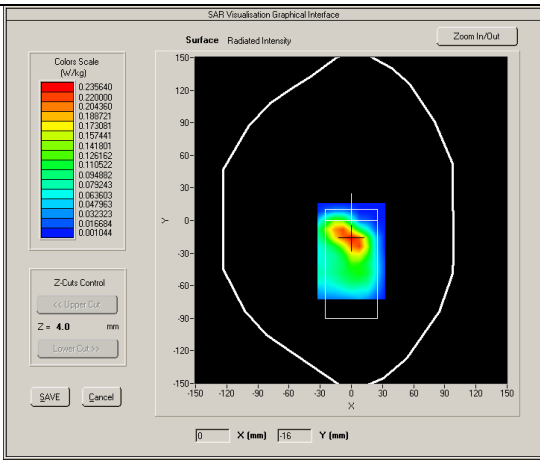 SAR Visualisation Graphical Interface
Surface Radiated Intensity
Zoom In/Out
Colors Scale
(W/kg)
0.235640
0.220000
0.204360
0.188721
0.173081
0.157441
0.141801
0.126162
0.110522
0.094882
0.079243
0.063603
0.047963
0.032323
0.016684
0.001044
Z-Cuts Control
<< Upper Cut
Z = 4.0 mm
Lower Cut >>
SAVE Cancel
150
120
90
60
30
0
-30
-60
-90
-120
-150
Y
-150 -120 -90 -60 -30 0 30 60 90 120 150
X
0 X (mm) -16 Y (mm)